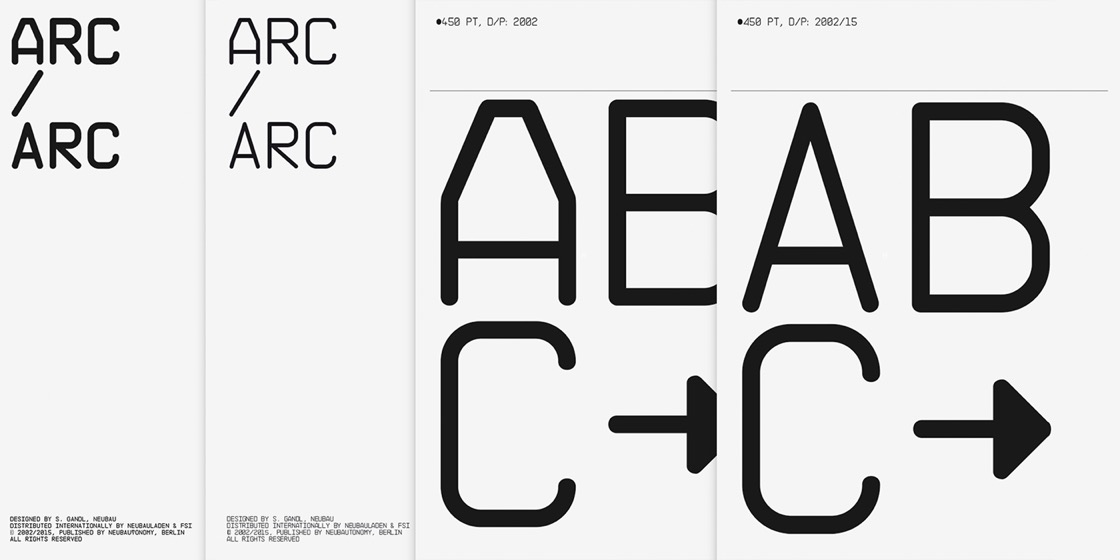 ARC
/
ARC
DESIGNED BY S. GANDL, NEUBAU
DISTRIBUTED INTERNATIONALLY BY NEUBAULADEN & FSI
© 2002/2015, PUBLISHED BY NEUBAUTONOMY, BERLIN
ALL RIGHTS RESERVED
ARC
/
ARC
DESIGNED BY S. GANDL, NEUBAU
DISTRIBUTED INTERNATIONALLY BY NEUBAULADEN & FSI
© 2002/2015, PUBLISHED BY NEUBAUTONOMY, BERLIN
ALL RIGHTS RESERVED
●450 PT, D/P: 2002
AB
C→
●450 PT, D/P: 2002/15
AB
C→